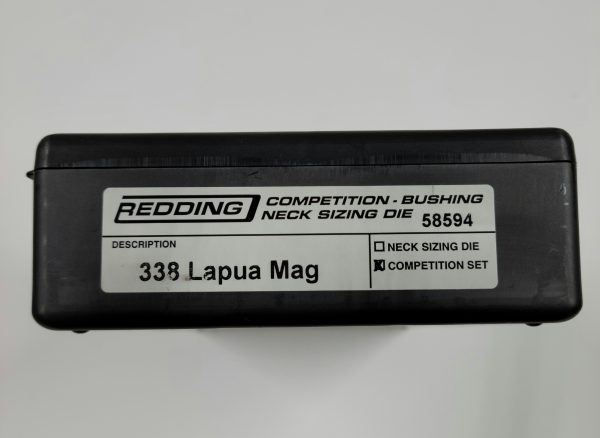 REDDING COMPETITION - BUSHING
NECK SIZING DIE 58594
DESCRIPTION
338 Lapua Mag
NECK SIZING DIE
COMPETITION SET